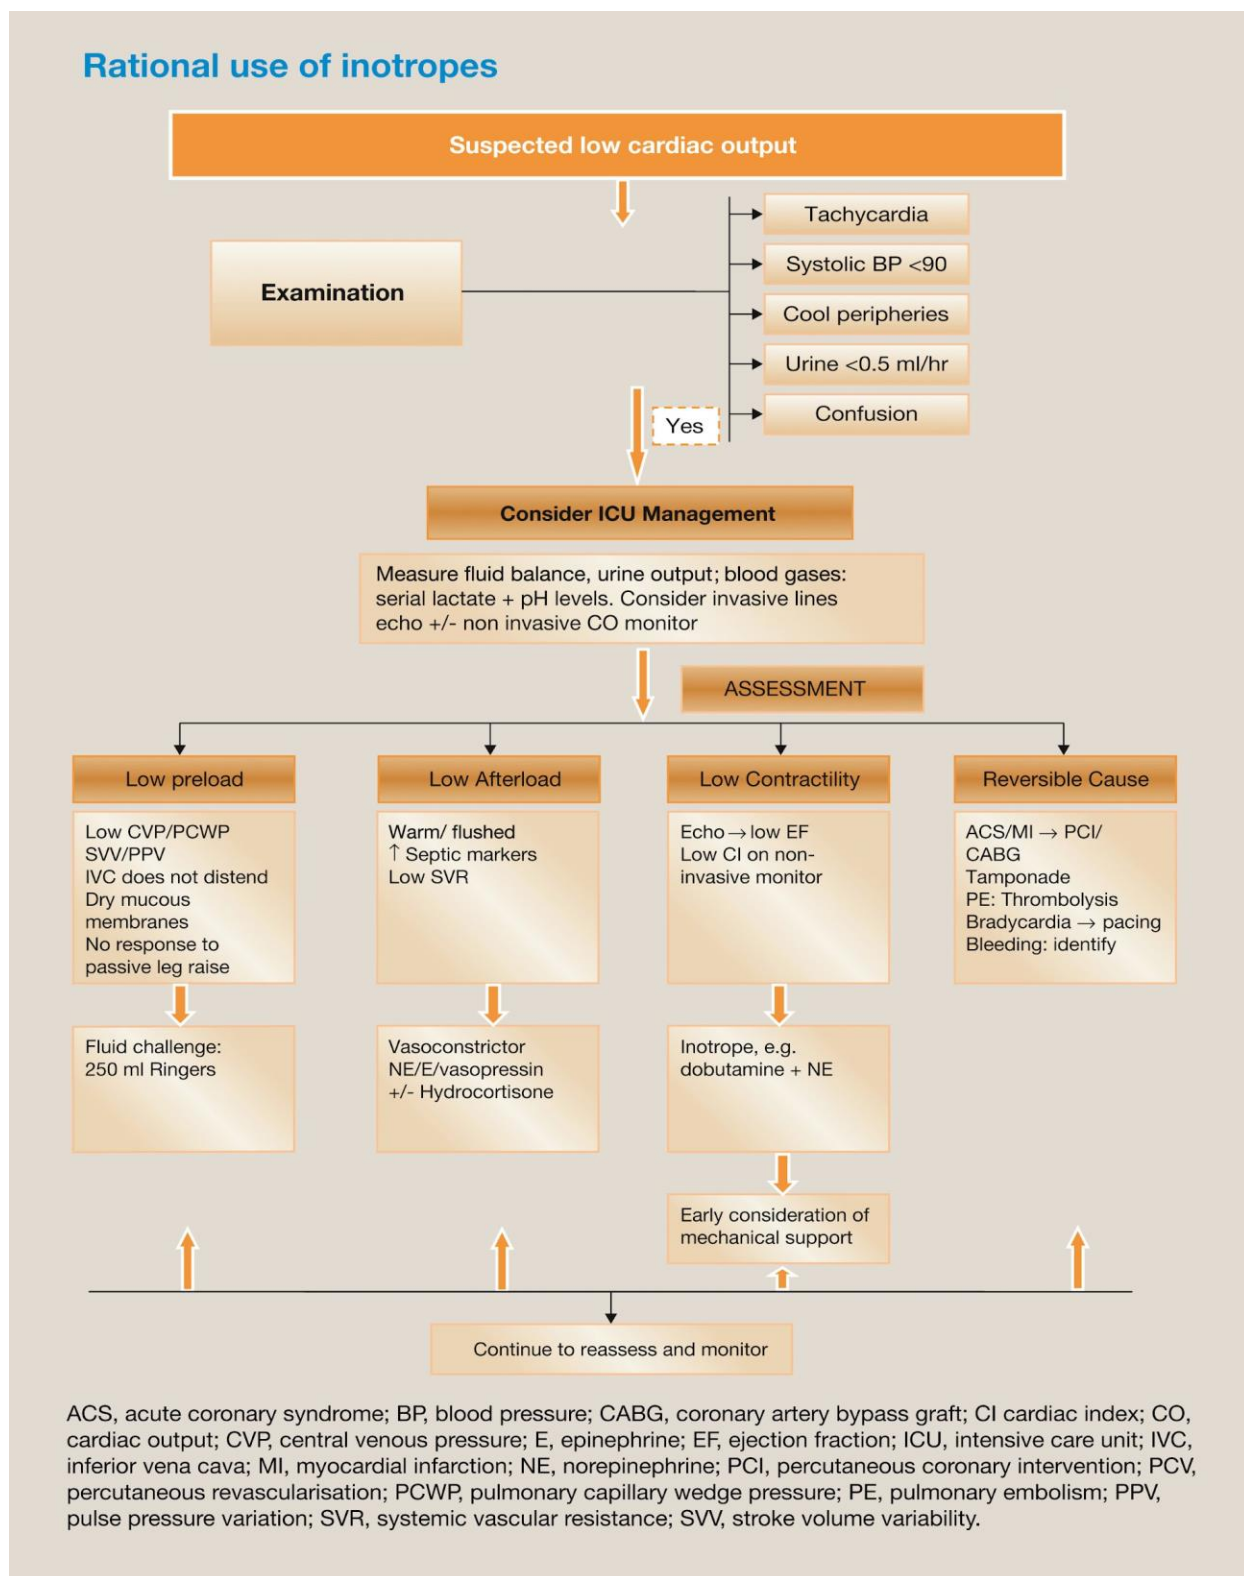 Rational use of inotropes
Suspected low cardiac output
Examination
Tachycardia
Systolic BP <90
Cool peripheries
Urine <0.5 ml/hr
Confusion
Yes
Consider ICU Management
Measure fluid balance, urine output; blood gases:
serial lactate + pH levels. Consider invasive lines
echo +/- non invasive CO monitor
ASSESSMENT
Low preload
Low CVP/PCWP
SVV/PPV
IVC does not distend
Dry mucous
membranes
No response to
passive leg raise
Fluid challenge:
250 ml Ringers
Low Afterload
Warm/ flushed
↑ Septic markers
Low SVR
Vasoconstrictor
NE/E/vasopressin
+/- Hydrocortisone
Low Contractility
Echo → low EF
Low CI on non-
invasive monitor
Inotrope, e.g.
dobutamine + NE
Early consideration of
mechanical support
Reversible Cause
ACS/MI → PCI/
CABG
Tamponade
PE: Thrombolysis
Bradycardia → pacing
Bleeding: identify
Continue to reassess and monitor
ACS, acute coronary syndrome; BP, blood pressure; CABG, coronary artery bypass graft; CI cardiac index; CO,
cardiac output; CVP, central venous pressure; E, epinephrine; EF, ejection fraction; ICU, intensive care unit; IVC,
inferior vena cava; MI, myocardial infarction; NE, norepinephrine; PCI, percutaneous coronary intervention; PCV,
percutaneous revascularisation; PCWP, pulmonary capillary wedge pressure; PE, pulmonary embolism; PPV,
pulse pressure variation; SVR, systemic vascular resistance; SVV, stroke volume variability.